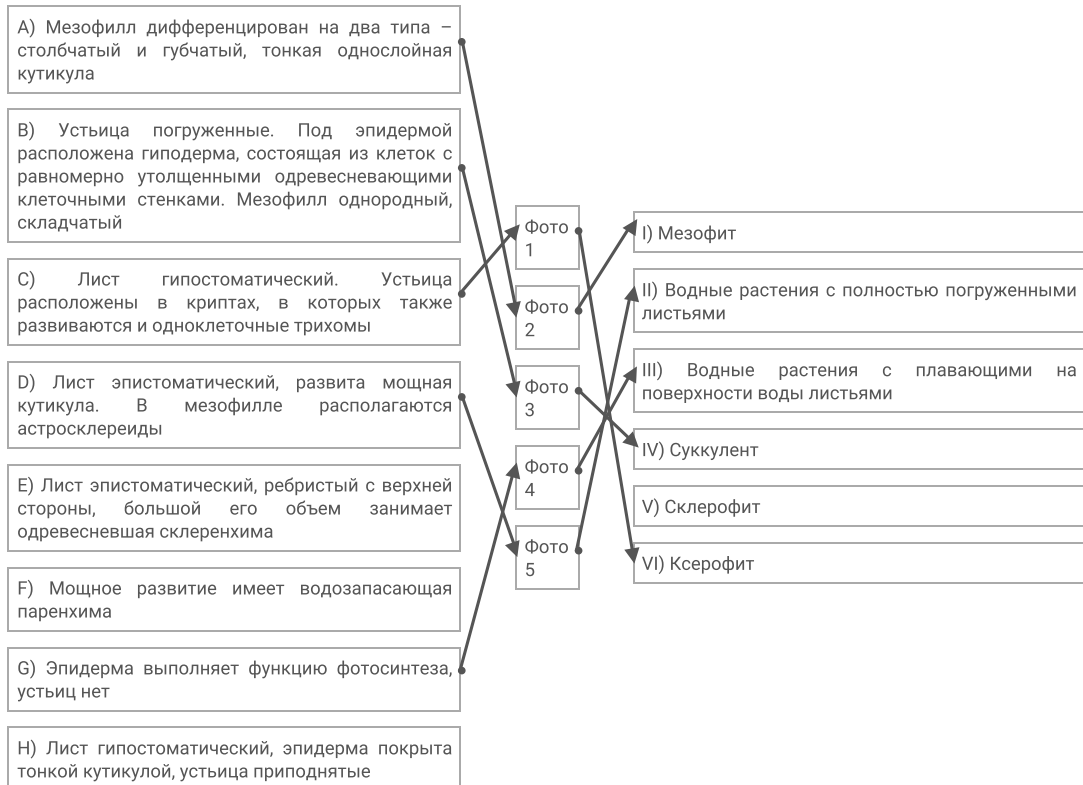 A) Мезофилл дифференцирован на два типа –
столбчатый и губчатый, тонкая однослойная
кутикула
B) Устьица погруженные. Под эпидермой
расположена гиподерма, состоящая из клеток с
равномерно утолщенными одревесневающими
клеточными стенками. Мезофилл однородный,
складчатый
C) Лист гипостоматический. Устьица
расположены в криптах, в которых также
развиваются и одноклеточные трихомы
D) Лист эпистоматический, развита мощная
кутикула. В мезофилле располагаются
астросклереиды
E) Лист эпистоматический, ребристый с верхней
стороны, большой его объем занимает
одревесневшая склеренхима
F) Мощное развитие имеет водозапасающая
паренхима
G) Эпидерма выполняет функцию фотосинтеза,
устьиц нет
H) Лист гипостоматический, эпидерма покрыта
тонкой кутикулой, устьица приподнятые
Фото
1
Фото
2
Фото
3
Фото
4
Фото
5
I) Мезофит
II) Водные растения с полностью погруженными
листьями
III) Водные растения с плавающими на
поверхности воды листьями
IV) Суккулент
V) Склерофит
VI) Ксерофит